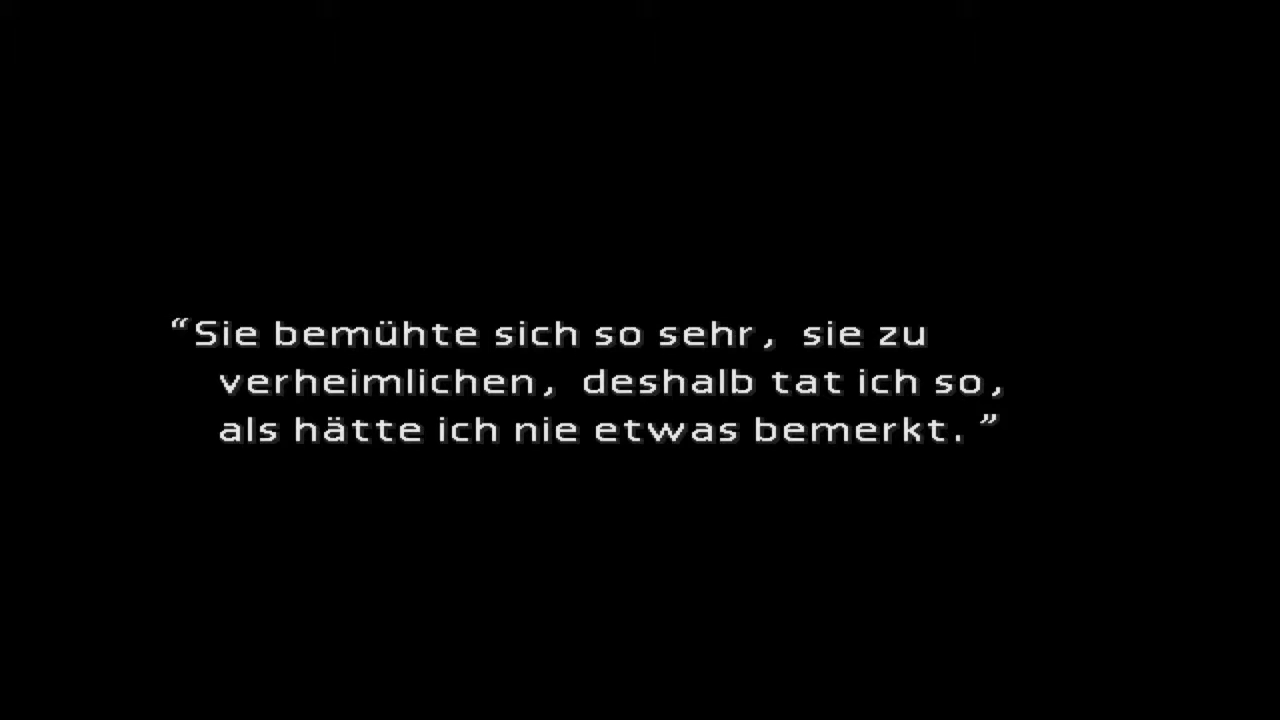 “Sie bemühte sich so sehr, sie zu
verheimlichen, deshalb tat ich so,
als hätte ich nie etwas bemerkt.”